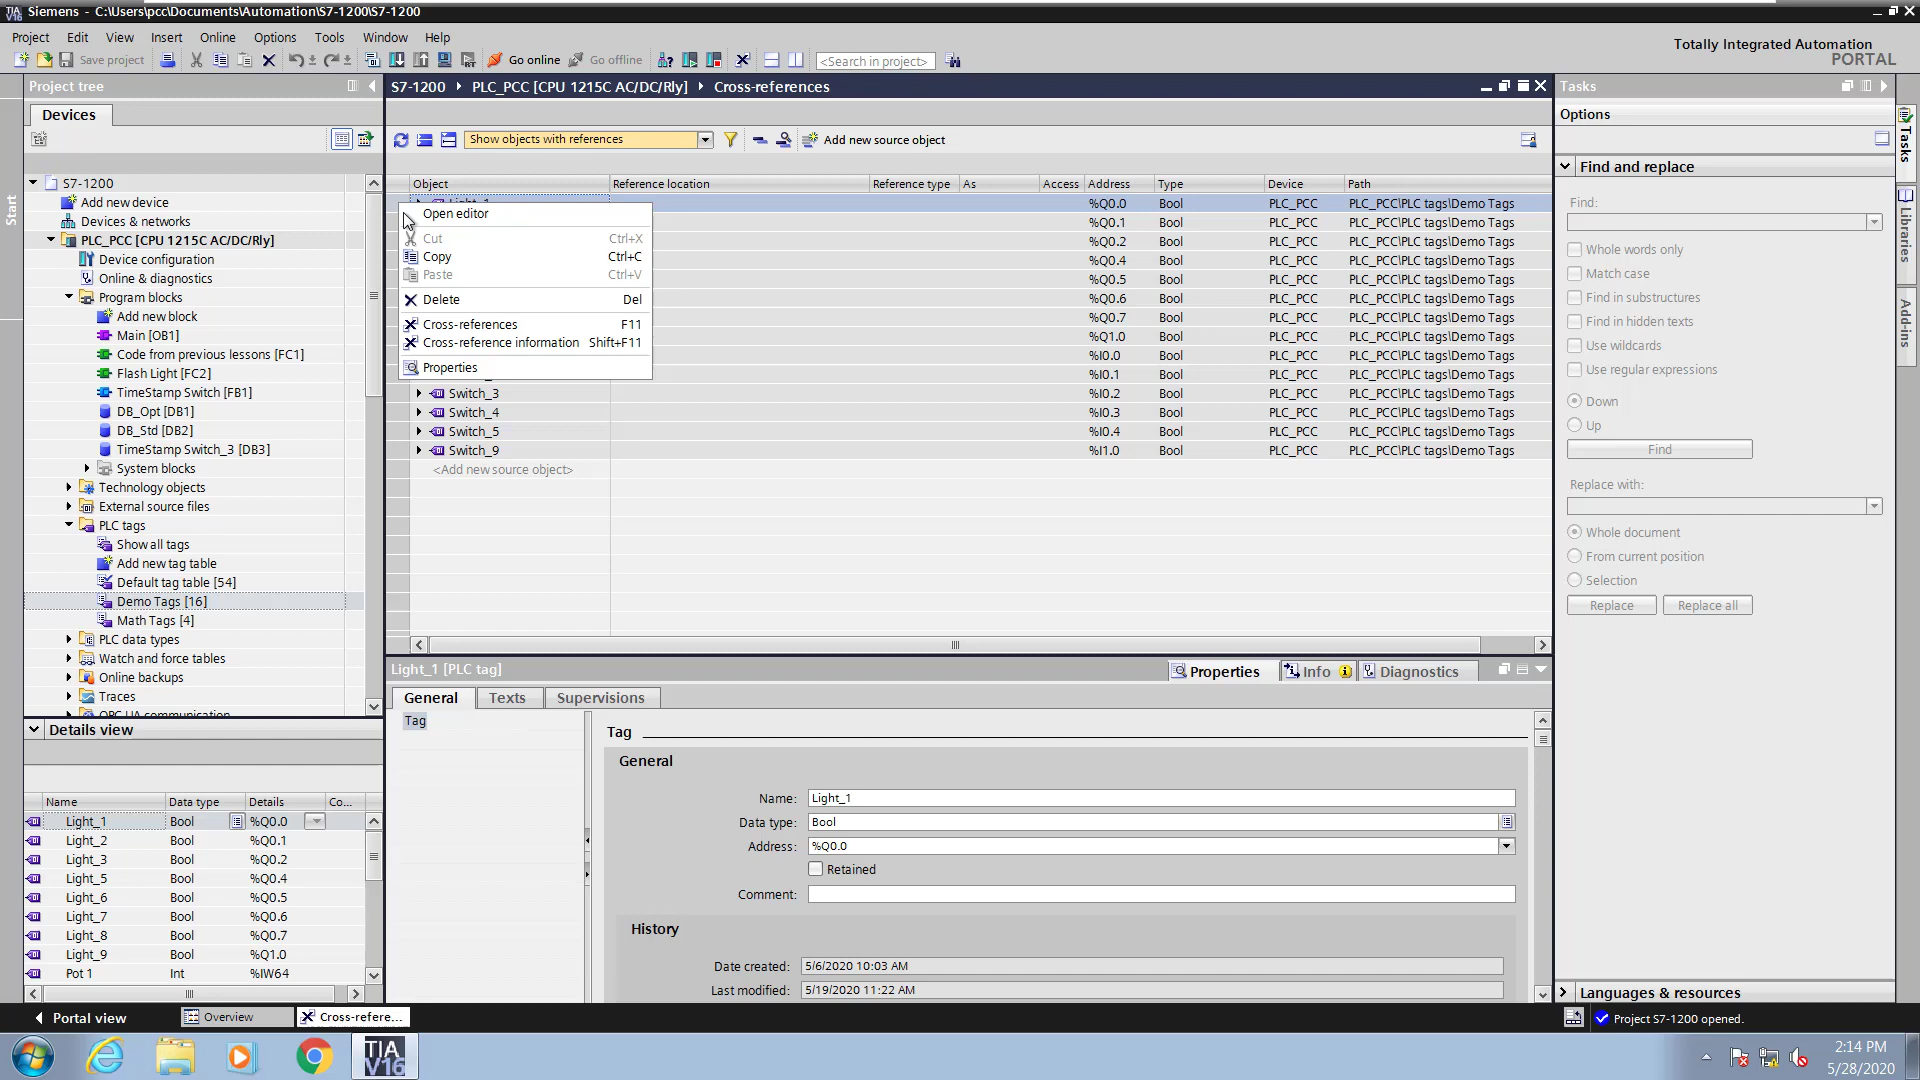 Siemens - C:\Users\pcc\Documents\Automation\S7-1200\S7-1200
Project Edit View Insert Online Options Tools Window Help
Totally Integrated Automation
PORTAL
Save project Go online Go offline <Search in project>
Project tree
S7-1200 PLC_PCC [CPU 1215C AC/DC/Rly] Cross-references
Tasks
Devices
Options
Show objects with references Add new source object
Find and replace
Object Reference location Reference type As Access Address Type Device Path
Start
Tasks
Libraries
Add-ins
S7-1200
Add new device
Devices & networks
PLC_PCC [CPU 1215C AC/DC/Rly]
Device configuration
Online & diagnostics
Program blocks
Add new block
Main [OB1]
Code from previous lessons [FC1]
Flash Light [FC2]
TimeStamp Switch [FB1]
DB_Opt [DB1]
DB_Std [DB2]
TimeStamp Switch_3 [DB3]
System blocks
Technology objects
External source files
PLC tags
Show all tags
Add new tag table
Default tag table [54]
Demo Tags [16]
Math Tags [4]
PLC data types
Watch and force tables
Online backups
Traces
OPC UA communication
Open editor
Cut Ctrl+X
Copy Ctrl+C
Paste Ctrl+V
Delete Del
Cross-references F11
Cross-reference information Shift+F11
Properties
Light_1 %Q0.0 Bool PLC_PCC PLC_PCC\PLC tags\Demo Tags
%Q0.1 Bool PLC_PCC PLC_PCC\PLC tags\Demo Tags
%Q0.2 Bool PLC_PCC PLC_PCC\PLC tags\Demo Tags
%Q0.4 Bool PLC_PCC PLC_PCC\PLC tags\Demo Tags
%Q0.5 Bool PLC_PCC PLC_PCC\PLC tags\Demo Tags
%Q0.6 Bool PLC_PCC PLC_PCC\PLC tags\Demo Tags
%Q0.7 Bool PLC_PCC PLC_PCC\PLC tags\Demo Tags
%Q1.0 Bool PLC_PCC PLC_PCC\PLC tags\Demo Tags
%I0.0 Bool PLC_PCC PLC_PCC\PLC tags\Demo Tags
%I0.1 Bool PLC_PCC PLC_PCC\PLC tags\Demo Tags
Switch_3 %I0.2 Bool PLC_PCC PLC_PCC\PLC tags\Demo Tags
Switch_4 %I0.3 Bool PLC_PCC PLC_PCC\PLC tags\Demo Tags
Switch_5 %I0.4 Bool PLC_PCC PLC_PCC\PLC tags\Demo Tags
Switch_9 %I1.0 Bool PLC_PCC PLC_PCC\PLC tags\Demo Tags
<Add new source object>
Find:
Whole words only
Match case
Find in substructures
Find in hidden texts
Use wildcards
Use regular expressions
Down
Up
Find
Replace with:
Whole document
From current position
Selection
Replace Replace all
Languages & resources
Light_1 [PLC tag] Properties Info Diagnostics
General Texts Supervisions
Tag
Tag
General
Name: Light_1
Data type: Bool
Address: %Q0.0
Retained
Comment:
History
Date created: 5/6/2020 10:03 AM
Last modified: 5/19/2020 11:22 AM
Details view
Name Data type Details Co...
Light_1 Bool %Q0.0
Light_2 Bool %Q0.1
Light_3 Bool %Q0.2
Light_5 Bool %Q0.4
Light_6 Bool %Q0.5
Light_7 Bool %Q0.6
Light_8 Bool %Q0.7
Light_9 Bool %Q1.0
Pot 1 Int %IW64
Portal view Overview Cross-refere... Project S7-1200 opened.
TIA
V16
2:14 PM
5/28/2020